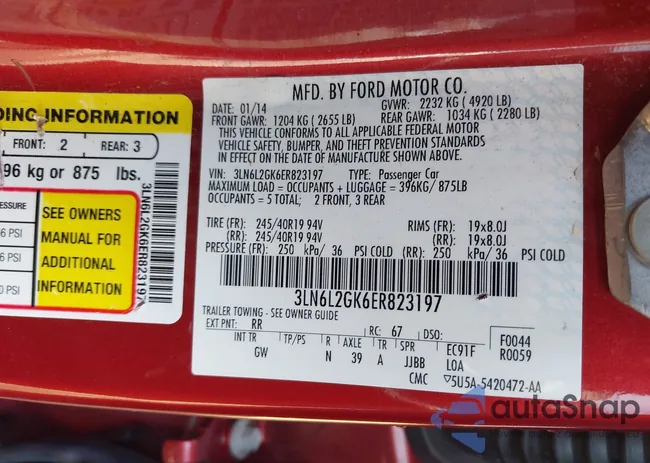 DING INFORMATION
FRONT: 2 REAR: 3
96 kg or 875 lbs.
SEE OWNERS
MANUAL FOR
ADDITIONAL
INFORMATION
PSI
PSI
PSI
3LN6L2GK6ER823197
MFD. BY FORD MOTOR CO.
DATE: 01/14 GVWR: 2232 KG ( 4920 LB)
FRONT GAWR: 1204 KG ( 2655 LB) REAR GAWR: 1034 KG ( 2280 LB)
THIS VEHICLE CONFORMS TO ALL APPLICABLE FEDERAL MOTOR
VEHICLE SAFETY, BUMPER, AND THEFT PREVENTION STANDARDS
IN EFFECT ON THE DATE OF MANUFACTURE SHOWN ABOVE.
VIN: 3LN6L2GK6ER823197 TYPE: Passenger Car
MAXIMUM LOAD = OCCUPANTS + LUGGAGE = 396KG/ 875LB
OCCUPANTS = 5 TOTAL; 2 FRONT, 3 REAR
TIRE (FR): 245/40R19 94V RIMS (FR): 19x8.0J
(RR): 245/40R19 94V (RR): 19x8.0J
PRESSURE (FR): 250 kPa/ 36 PSI COLD (RR): 250 kPa/ 36 PSI COLD
3LN6L2GK6ER823197
TRAILER TOWING - SEE OWNER GUIDE
EXT PNT: RR RC: 67 DSO: F0044
INT TR TP/PS R AXLE TR SPR EC91F R0059
GW N 39 A JJBB LOA
CMC ▽5U5A-5420472-AA
autoSnap
www.autosnap.com